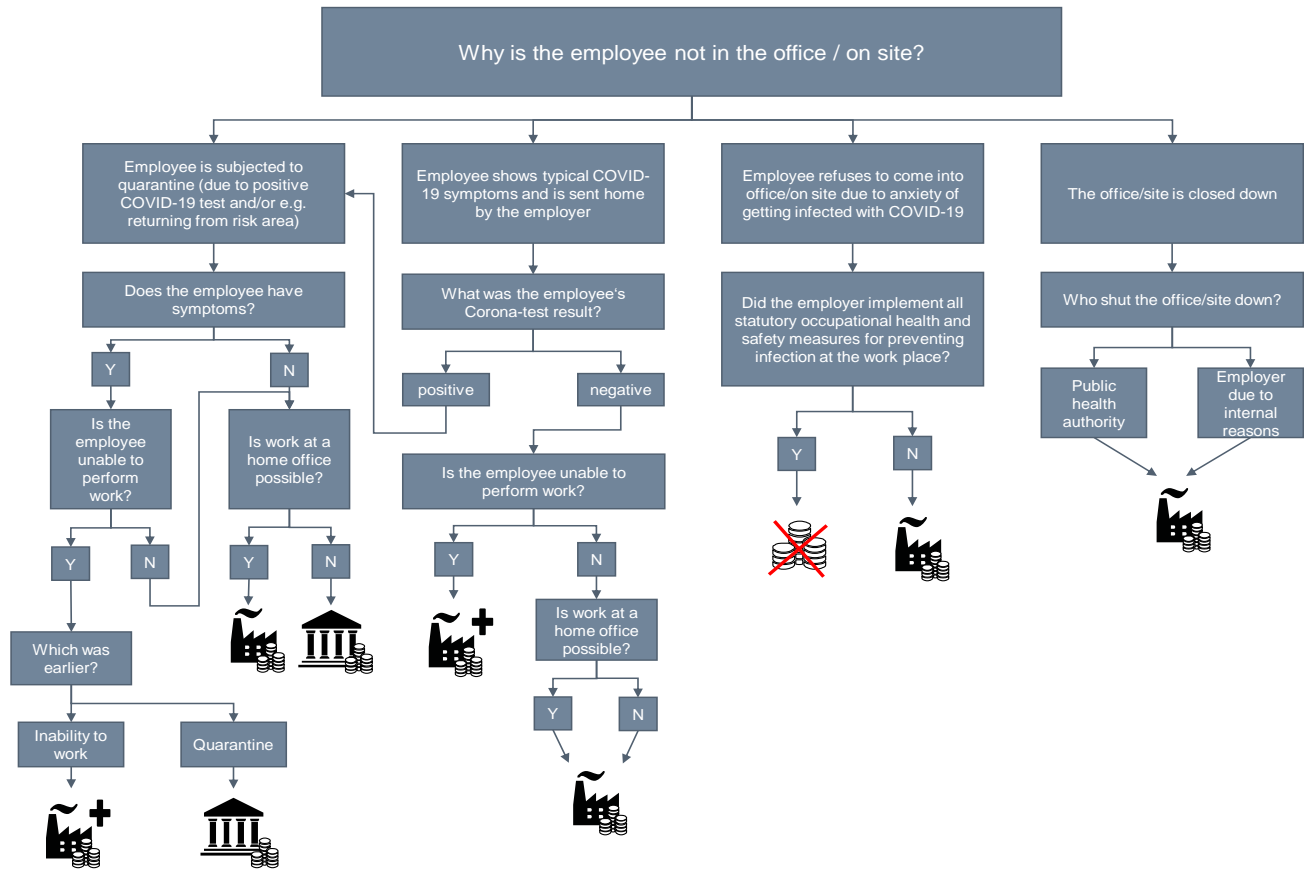 Why is the employee not in the office / on site?
Employee is subjected to
quarantine (due to positive
COVID-19 test and/or e.g.
returning from risk area)
Employee shows typical COVID-
19 symptoms and is sent home
by the employer
Employee refuses to come into
office/on site due to anxiety of
getting infected with COVID-19
The office/site is closed down
Does the employee have
symptoms?
What was the employee‘s
Corona-test result?
Did the employer implement all
statutory occupational health and
safety measures for preventing
infection at the work place?
Who shut the office/site down?
Y
N
positive
negative
Public
health
authority
Employer
due to
internal
reasons
Is the
employee
unable to
perform
work?
Is work at a
home office
possible?
Is the employee unable to
perform work?
Y
N
Y
N
Y
N
Y
N
Which was
earlier?
Is work at a
home office
possible?
Inability to
work
Quarantine
Y
N